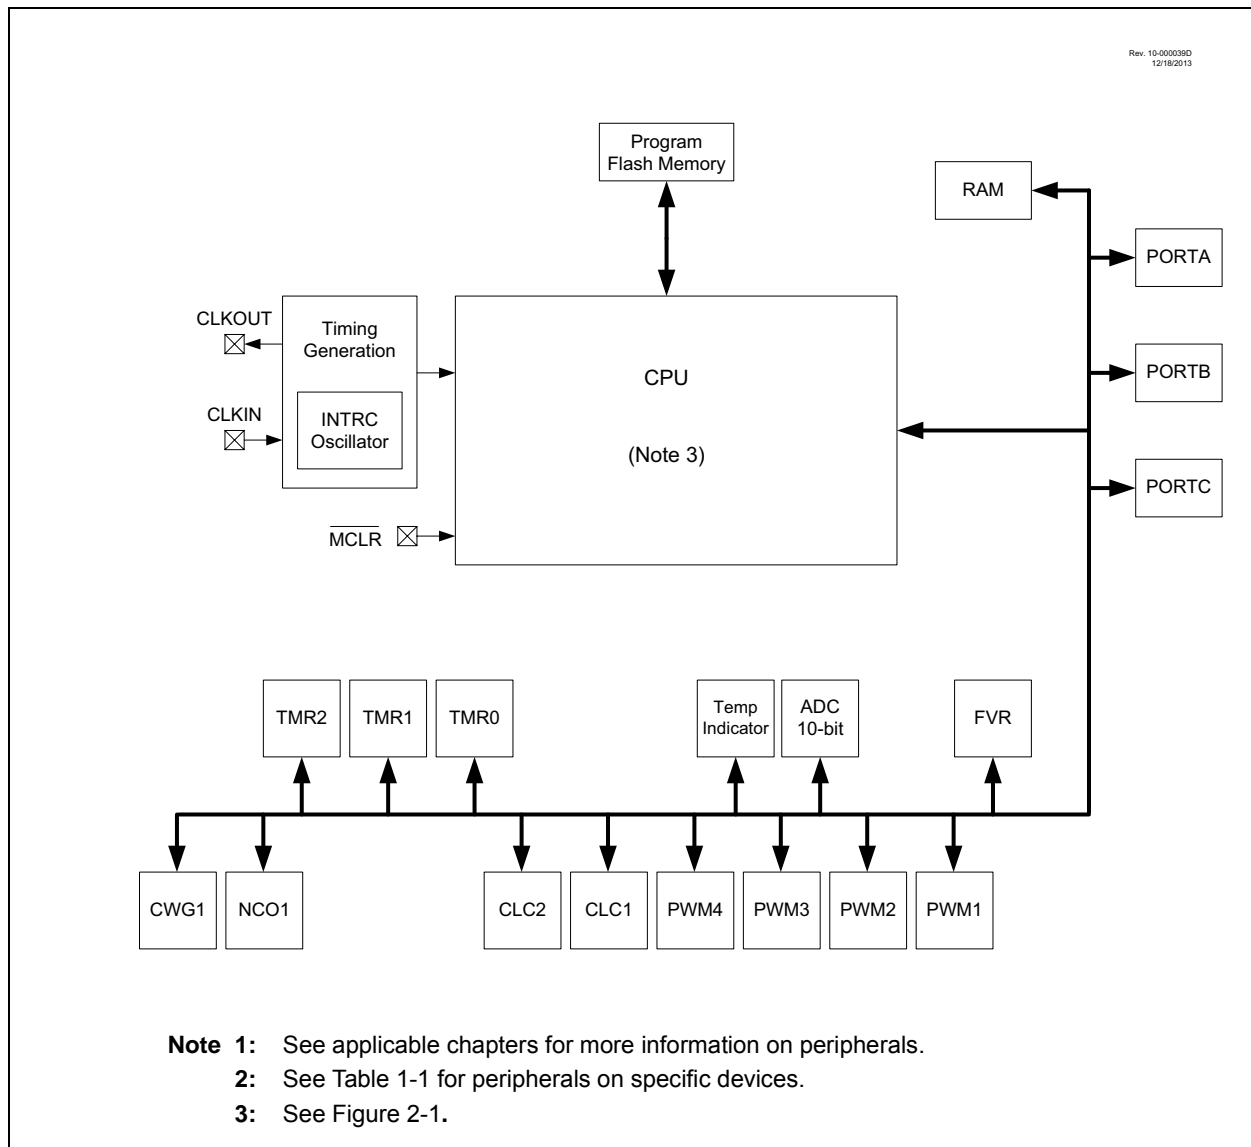 Rev. 10-000039D
12/18/2013
Program
Flash Memory
RAM
PORTA
CLKOUT
Timing
Generation
CPU
PORTB
CLKIN
INTRC
Oscillator
(Note 3)
PORTC
MCLR
TMR2
TMR1
TMR0
Temp
Indicator
ADC
10-bit
FVR
CWG1
NCO1
CLC2
CLC1
PWM4
PWM3
PWM2
PWM1
Note 1: See applicable chapters for more information on peripherals.
2: See Table 1-1 for peripherals on specific devices.
3: See Figure 2-1.